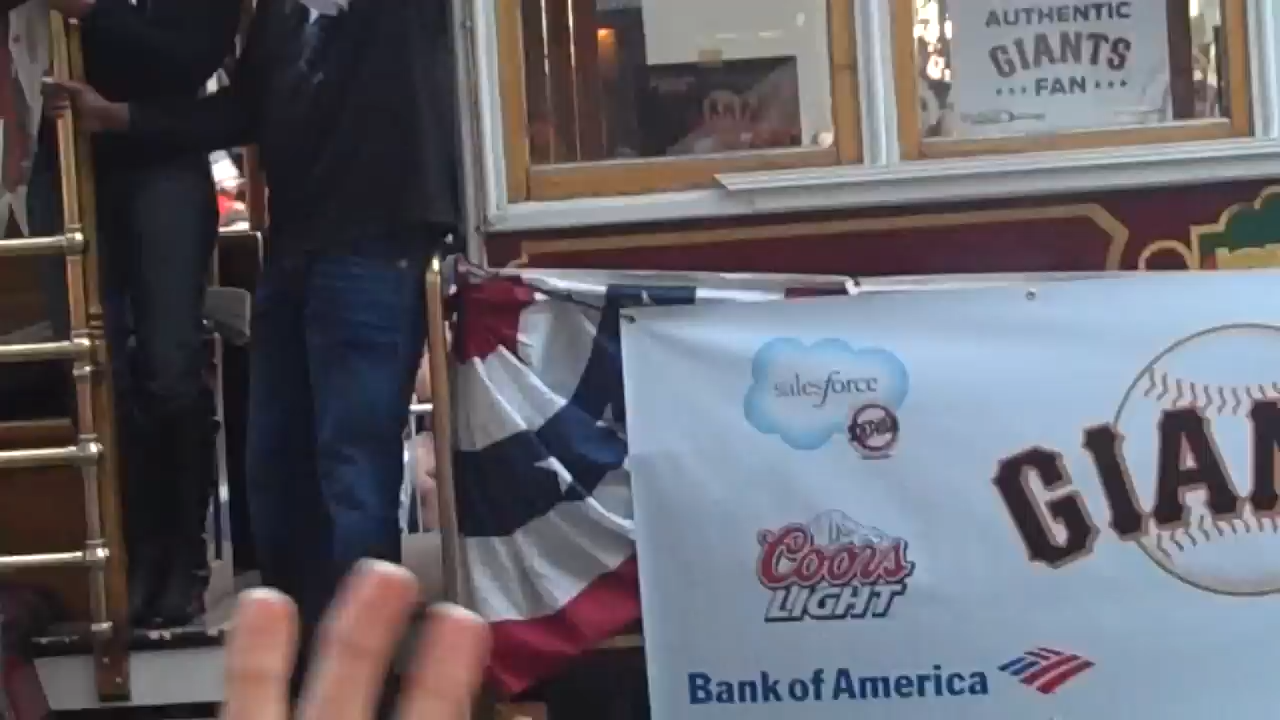 AUTHENTIC
GIANTS
FAN
salesforce
GIAN
Coors
LIGHT
Bank of America